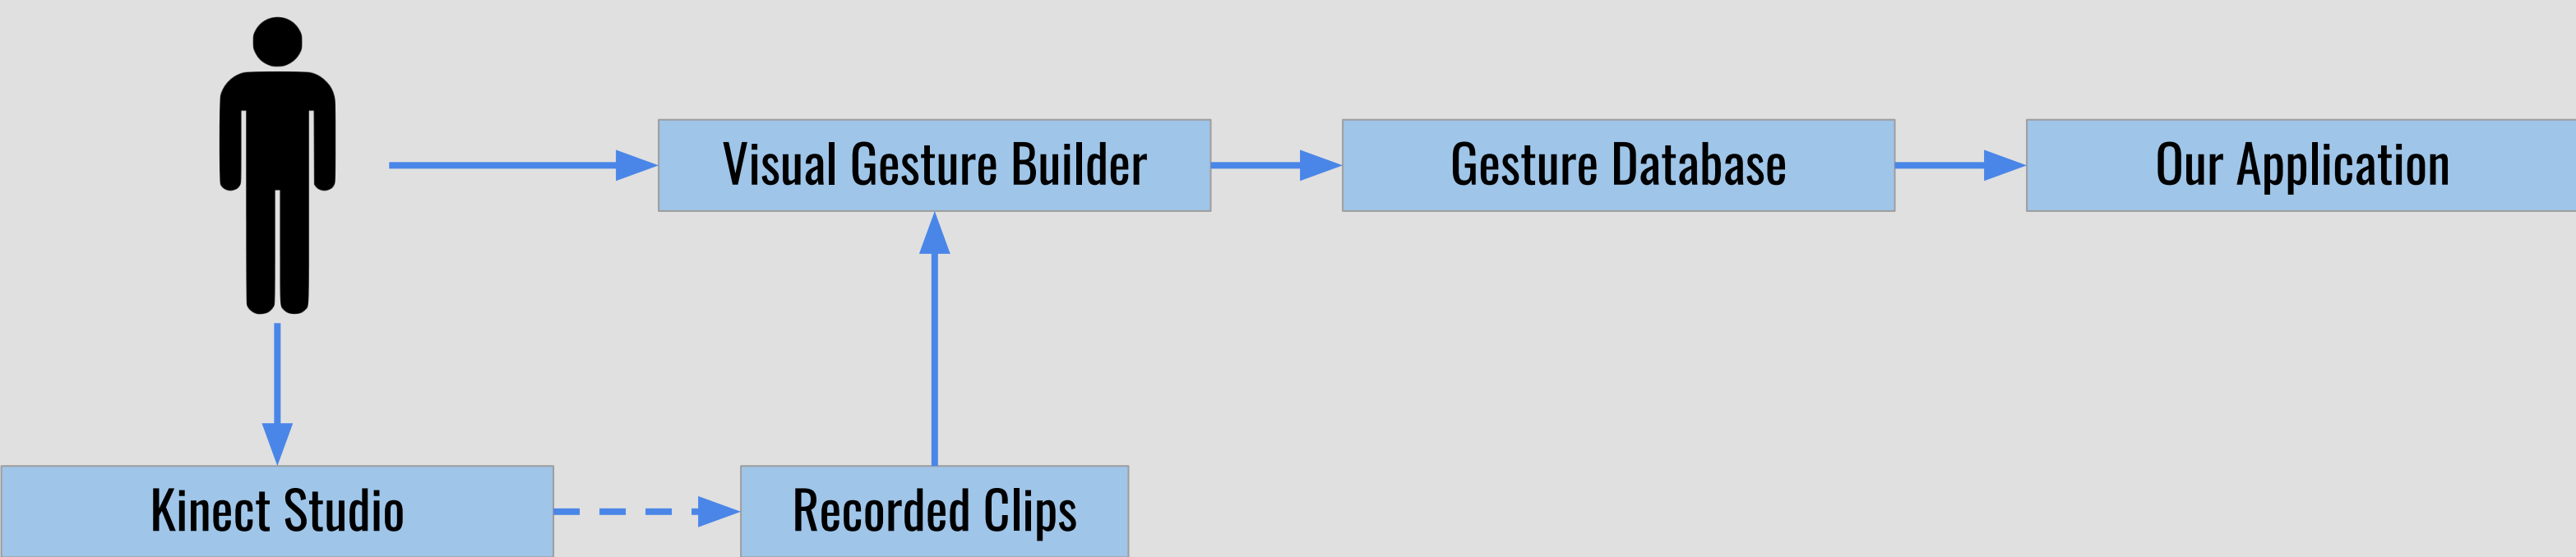 Visual Gesture Builder
Gesture Database
Our Application
Kinect Studio
Recorded Clips